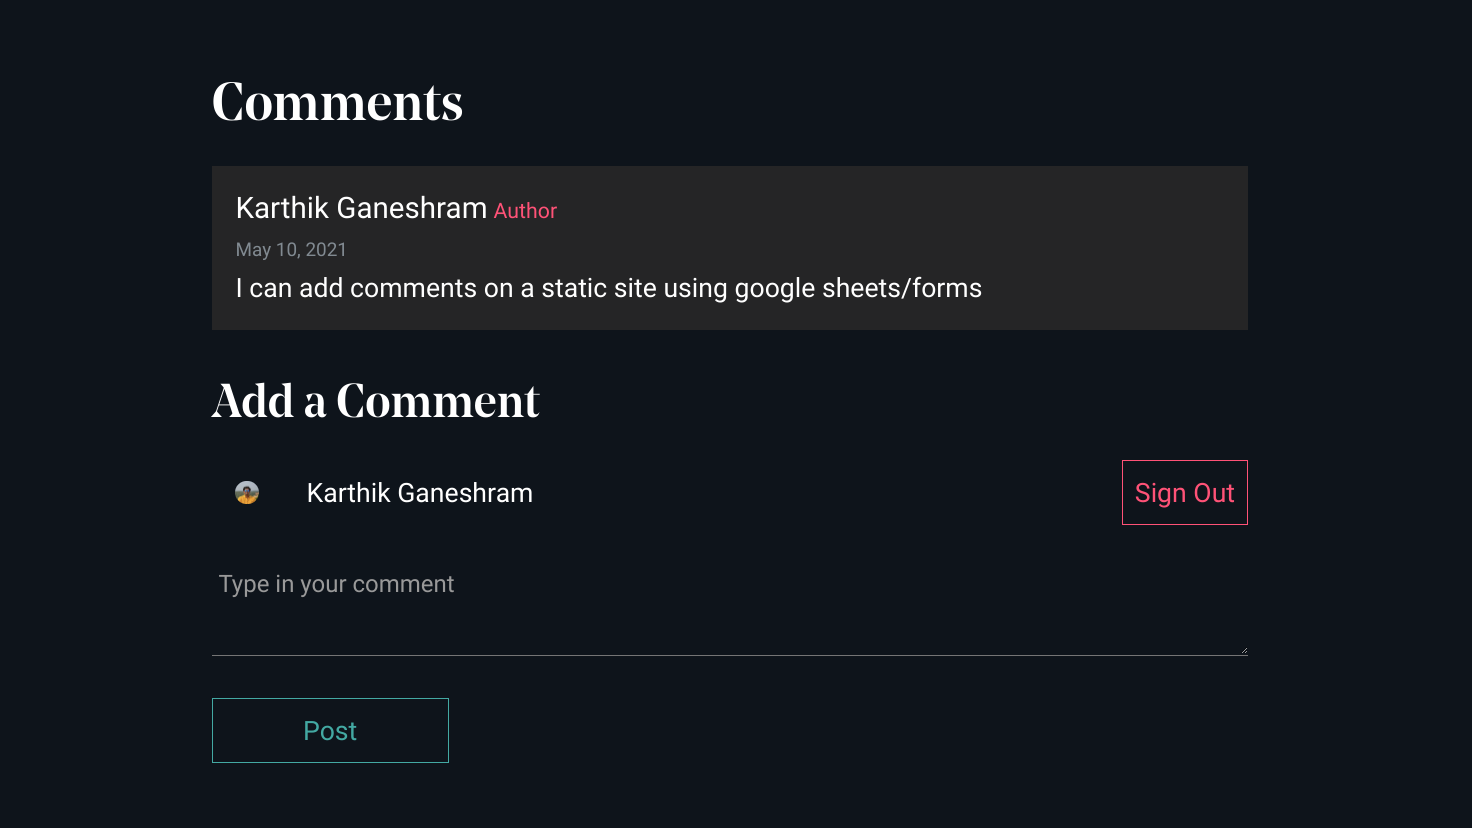 Comments
Karthik Ganeshram Author
May 10, 2021
I can add comments on a static site using google sheets/forms
Add a Comment
Karthik Ganeshram
Sign Out
Type in your comment
Post